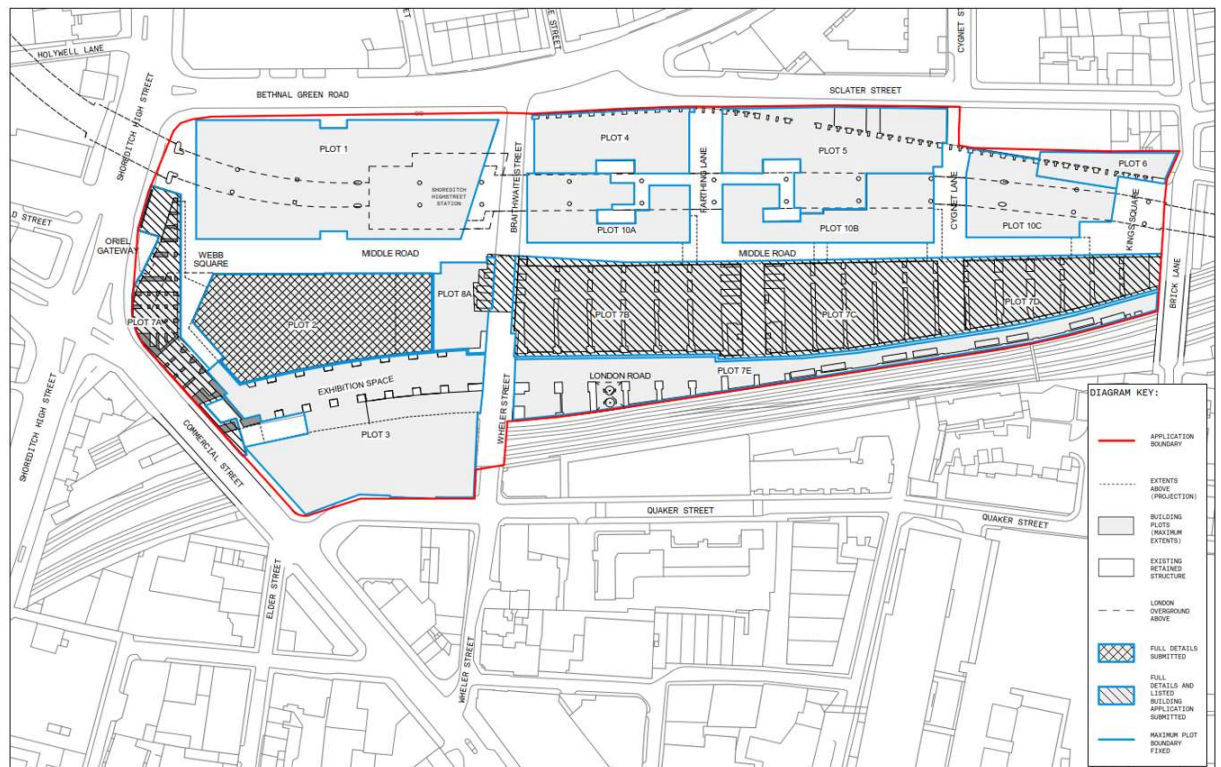 HOLYWELL LANE
BETHNAL GREEN ROAD
SHOREDITCH HIGH STREET
SCLATER STREET
CYGNET ST
PLOT 1
SHOREDITCH
HIGHSTREET
STATION
BRAITHWAITE STREET
PLOT 4
FARTHING LANE
PLOT 5
CYGNET LANE
PLOT 6
KINGS SQUARE
BRICK LANE
D STREET
ORIEL
GATEWAY
WEBB
SQUARE
MIDDLE ROAD
PLOT 10A
PLOT 10B
MIDDLE ROAD
PLOT 10C
PLOT 7A
PLOT 2
PLOT 8A
PLOT 7B
PLOT 7C
PLOT 7D
EXHIBITION SPACE
PLOT 3
WHELER STREET
LONDON ROAD
PLOT 7E
SHOREDITCH HIGH STREET
COMMERCIAL STREET
QUAKER STREET
QUAKER STREET
ELDER STREET
WHELER STREET
DIAGRAM KEY:
APPLICATION
BOUNDARY
EXTENTS
ABOVE
(PROJECTION)
BUILDING
PLOTS
(MAXIMUM
EXTENTS)
EXISTING
RETAINED
STRUCTURE
LONDON
OVERGROUND
ABOVE
FULL DETAILS
SUBMITTED
FULL
DETAILS AND
LISTED
BUILDING
APPLICATION
SUBMITTED
MAXIMUM PLOT
BOUNDARY
FIXED